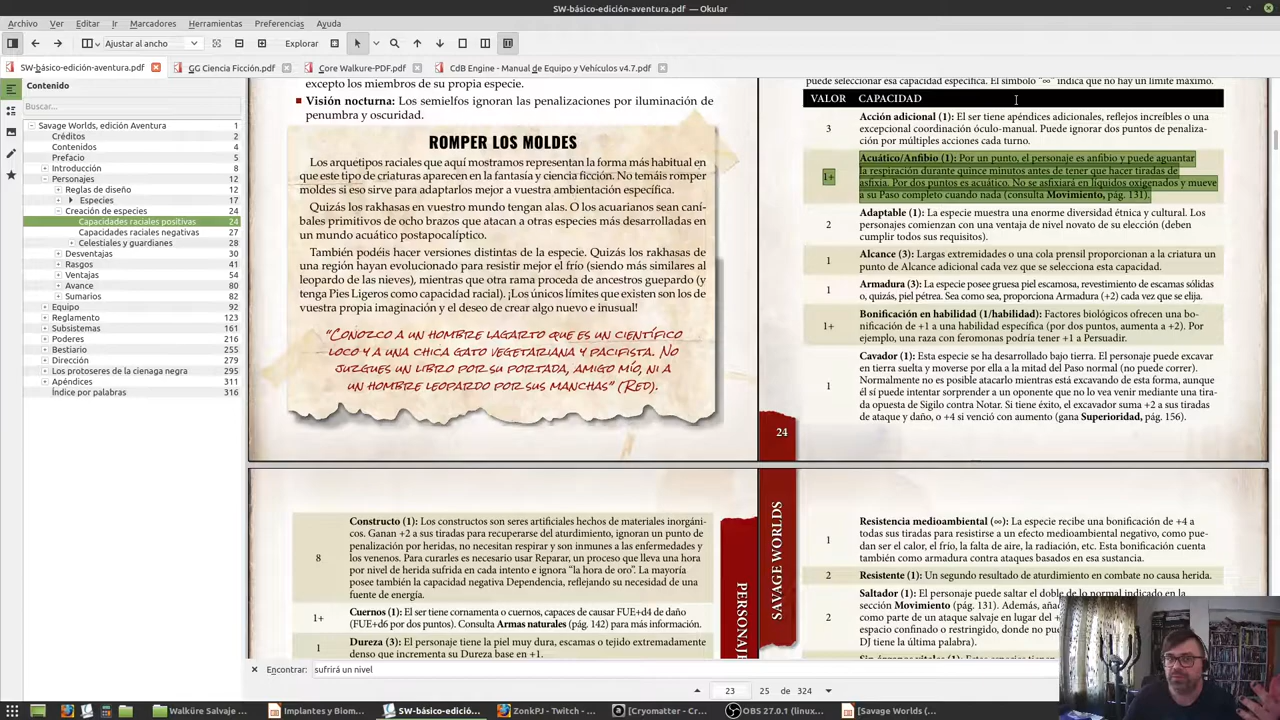 SW-básico-edición-aventura.pdf — Okular
Archivo Ver Editar Ir Marcadores Herramientas Preferencias Ayuda
Ajustar al ancho Explorar
SW-básico-edición-aventura.pdf GG Ciencia Ficción.pdf Core Walkure-PDF.pdf CdB Engine - Manual de Equipo y Vehículos v4.7.pdf
Contenido
Buscar...
Savage Worlds, edición Aventura 1
Créditos 2
Contenidos 4
Prefacio 5
Introducción 8
Personajes 12
Reglas de diseño 12
Especies 17
Creación de especies 24
Capacidades raciales positivas 24
Capacidades raciales negativas 27
Celestiales y guardianes 28
Desventajas 30
Rasgos 41
Ventajas 54
Avance 80
Sumarios 82
Equipo 92
Reglamento 123
Subsistemas 161
Poderes 216
Bestiario 255
Dirección 279
Los protoseres de la cienaga negra 295
Apéndices 311
Índice por palabras 316
excepto los miembros de su propia especie.
Visión nocturna: Los semielfos ignoran las penalizaciones por iluminación de
penumbra y oscuridad.
ROMPER LOS MOLDES
Los arquetipos raciales que aquí mostramos representan la forma más habitual en
que este tipo de criaturas aparecen en la fantasía y ciencia ficción. No temáis romper
moldes si eso sirve para adaptarlos mejor a vuestra ambientación específica.
Quizás los rakhasas de vuestro mundo tengan alas. O los acuarianos sean caní-
bales primitivos de ocho brazos que atacan a otras especies más desarrolladas en
un mundo acuático postapocalíptico.
También podéis hacer versiones distintas de la especie. Quizás los rakhasas de
una región hayan evolucionado para resistir mejor el frío (siendo más similares al
leopardo de las nieves), mientras que otra rama proceda de ancestros guepardo (y
tenga Pies Ligeros como capacidad racial). ¡Los únicos límites que existen son los de
vuestra propia imaginación y el deseo de crear algo nuevo e inusual!
“Conozco a un hombre lagarto que es un científico
loco y a una chica gato vegetariana y pacifista. No
juzgues un libro por su portada, amigo mío, ni a
un hombre leopardo por sus manchas” (Red).
puede seleccionar esa capacidad específica. El símbolo “∞” indica que no hay un límite máximo.
VALOR CAPACIDAD
3 Acción adicional (1): El ser tiene apéndices adicionales, reflejos increíbles o una
excepcional coordinación óculo-manual. Puede ignorar dos puntos de penaliza-
ción por múltiples acciones cada turno.
1+ Acuático/Anfibio (1): Por un punto, el personaje es anfibio y puede aguantar
la respiración durante quince minutos antes de tener que hacer tiradas de
asfixia. Por dos puntos es acuático. No se asfixiará en líquidos oxigenados y mueve
a su Paso completo cuando nada (consulta Movimiento, pág. 131).
2 Adaptable (1): La especie muestra una enorme diversidad étnica y cultural. Los
personajes comienzan con una ventaja de nivel novato de su elección (deben
cumplir todos sus requisitos).
1 Alcance (3): Largas extremidades o una cola prensil proporcionan a la criatura un
punto de Alcance adicional cada vez que se selecciona esta capacidad.
1 Armadura (3): La especie posee gruesa piel escamosa, revestimiento de escamas sólidas
o, quizás, piel pétrea. Sea como sea, proporciona Armadura (+2) cada vez que se elija.
1+ Bonificación en habilidad (1/habilidad): Factores biológicos ofrecen una bo-
nificación de +1 a una habilidad específica (por dos puntos, aumenta a +2). Por
ejemplo, una raza con feromonas podría tener +1 a Persuadir.
1 Cavador (1): Esta especie se ha desarrollado bajo tierra. El personaje puede excavar
en tierra suelta y moverse por ella a la mitad del Paso normal (no puede correr).
Normalmente no es posible atacarlo mientras está excavando de esta forma, aunque
él sí puede intentar sorprender a un oponente que no lo vea venir mediante una tira-
da opuesta de Sigilo contra Notar. Si tiene éxito, el excavador suma +2 a sus tiradas
de ataque y daño, o +4 si venció con aumento (gana Superioridad, pág. 156).
24
8 Constructo (1): Los constructos son seres artificiales hechos de materiales inorgáni-
cos. Ganan +2 a sus tiradas para recuperarse del aturdimiento, ignoran un punto de
penalización por heridas, no necesitan respirar y son inmunes a las enfermedades y
los venenos. Para curarles es necesario usar Reparar, un proceso que lleva una hora
por nivel de herida sufrida en cada intento e ignora “la hora de oro”. La mayoría
posee también la capacidad negativa Dependencia, reflejando su necesidad de una
fuente de energía.
1+ Cuernos (1): El ser tiene cornamenta o cuernos, capaces de causar FUE+d4 de daño
(FUE+d6 por dos puntos). Consulta Armas naturales (pág. 142) para más información.
1 Dureza (3): El personaje tiene la piel muy dura, escamas o tejido extremadamente
denso que incrementa su Dureza base en +1.
PERSONAJE
SAVAGE WORLDS
1 Resistencia medioambiental (∞): La especie recibe una bonificación de +4 a
todas sus tiradas para resistirse a un efecto medioambiental negativo, como pue-
dan ser el calor, el frío, la falta de aire, la radiación, etc. Esta bonificación cuenta
también como armadura contra ataques basados en esa sustancia.
2 Resistente (1): Un segundo resultado de aturdimiento en combate no causa herida.
2 Saltador (1): El personaje puede saltar el doble de lo normal indicado en la
sección Movimiento (pág. 131). Además, aña
como parte de un ataque salvaje en lugar del +
espacio confinado o restringido, donde no pue
DJ tiene la última palabra).
Encontrar: sufrirá un nivel
23 25 de 324
Walküre Salvaje Implantes y Biom... SW-básico-edició... ZonkPJ - Twitch - ... [Cryomatter - Cr... OBS 27.0.1 (linux... [Savage Worlds (...